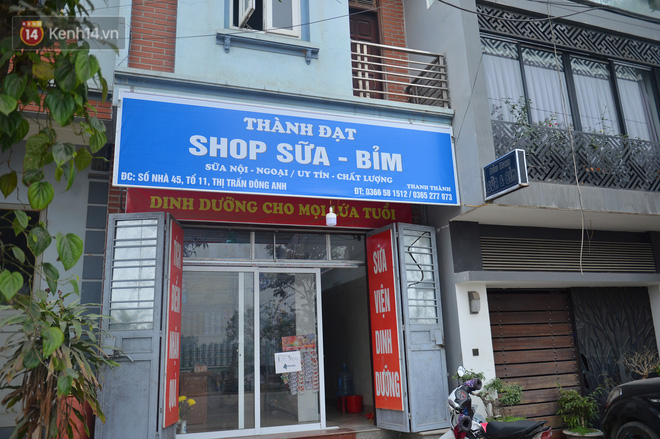 14 Kenh14.vn
THÀNH ĐẠT
SHOP SỮA - BỈM
SỮA NỘI - NGOẠI / UY TÍN - CHẤT LƯỢNG
THANH THÀNH
ĐC: SỐ NHÀ 45, TỔ 11, THỊ TRẤN ĐÔNG ANH
ĐT: 0366 58 1512 / 0365 277 073
DINH DƯỠNG CHO MỌI LỨA TUỔI
SỮA
VIỆN
DINH
DƯỠNG